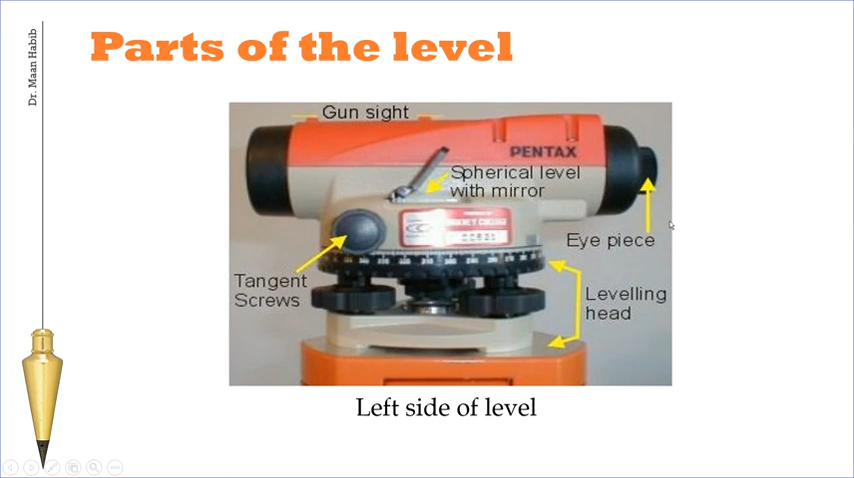 Dr. Maan Habib
Parts of the level
Gun sight
PENTAX
Spherical level
with mirror
Eye piece
Tangent
Screws
Levelling
head
Left side of level